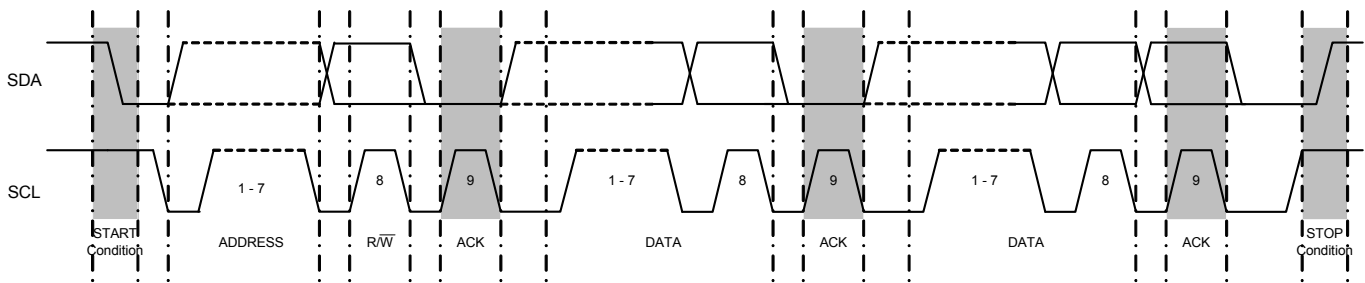 SDA
SCL
1 - 7
8
9
1 - 7
8
9
1 - 7
8
9
START
Condition
ADDRESS
R/W̅
ACK
DATA
ACK
DATA
ACK
STOP
Condition